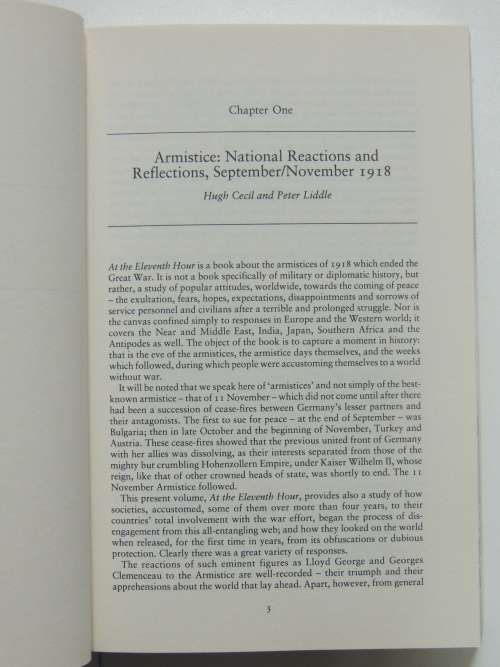 Chapter One
Armistice: National Reactions and
Reflections, September/November 1918
Hugh Cecil and Peter Liddle
At the Eleventh Hour is a book about the armistices of 1918 which ended the
Great War. It is not a book specifically of military or diplomatic history, but
rather, a study of popular attitudes, worldwide, towards the coming of peace
– the exultation, fears, hopes, expectations, disappointments and sorrows of
service personnel and civilians after a terrible and prolonged struggle. Nor is
the canvas confined simply to responses in Europe and the Western world; it
covers the Near and Middle East, India, Japan, Southern Africa and the
Antipodes as well. The object of the book is to capture a moment in history:
that is the eve of the armistices, the armistice days themselves, and the weeks
which followed, during which people were accustoming themselves to a world
without war.
It will be noted that we speak here of 'armistices' and not simply of the best-
known armistice – that of 11 November – which did not come until after there
had been a succession of cease-fires between Germany's lesser partners and
their antagonists. The first to sue for peace – at the end of September – was
Bulgaria; then in late October and the beginning of November, Turkey and
Austria. These cease-fires showed that the previous united front of Germany
with her allies was dissolving, as their interests separated from those of the
mighty but crumbling Hohenzollern Empire, under Kaiser Wilhelm II, whose
reign, like that of other crowned heads of state, was shortly to end. The 11
November Armistice followed.
This present volume, At the Eleventh Hour, provides also a study of how
societies, accustomed, some of them over more than four years, to their
countries' total involvement with the war effort, began the process of dis-
engagement from this all-entangling web; and how they looked on the world
when released, for the first time in years, from its obfuscations or dubious
protection. Clearly there was a great variety of responses.
The reactions of such eminent figures as Lloyd George and Georges
Clemenceau to the Armistice are well-recorded – their triumph and their
apprehensions about the world that lay ahead. Apart, however, from general
3